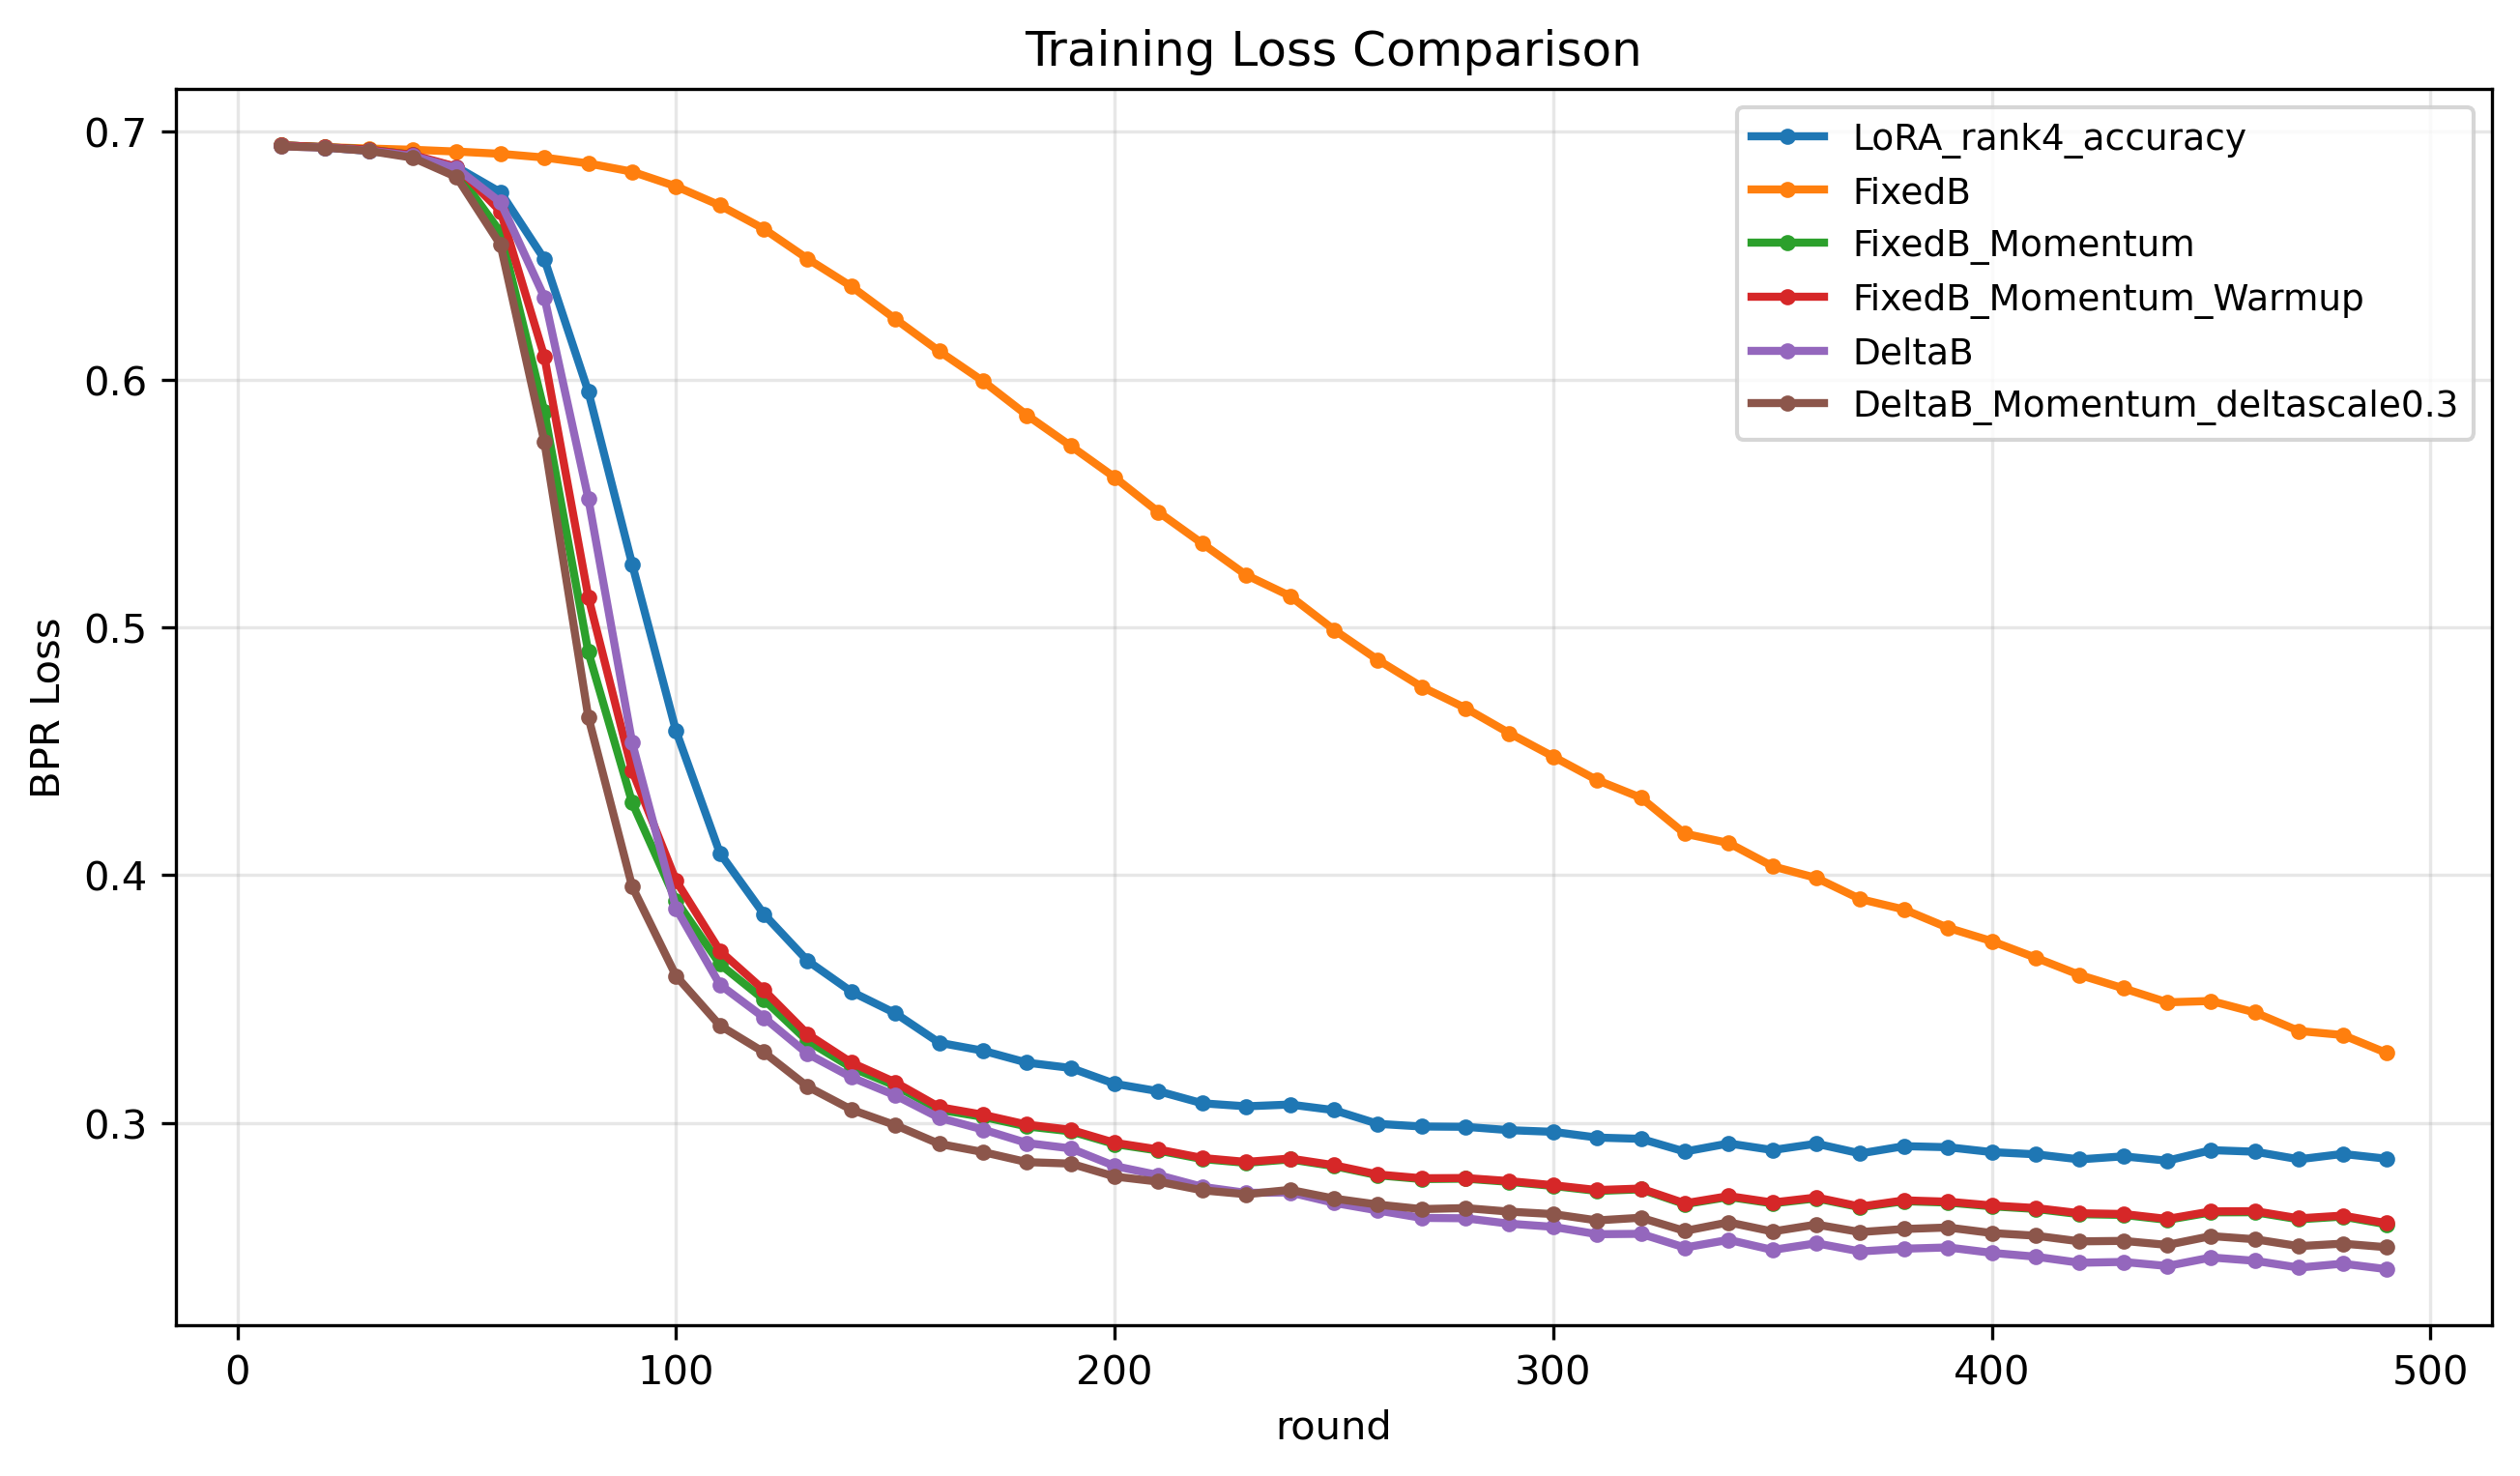 Training Loss Comparison
0.7
0.6
0.5
0.4
0.3
BPR Loss
LoRA_rank4_accuracy
FixedB
FixedB_Momentum
FixedB_Momentum_Warmup
DeltaB
DeltaB_Momentum_deltascale0.3
0 100 200 300 400 500
round